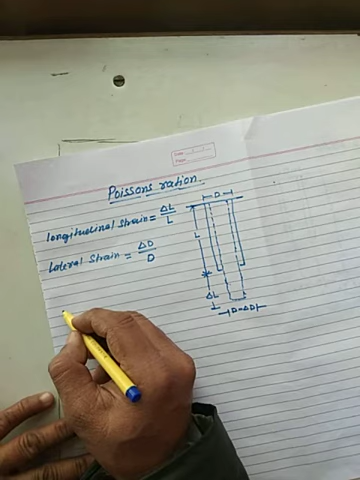 Poissons ration
longitudinal strain = ΔL/L
lateral strain = ΔD/D
D
L
ΔL
D-ΔD